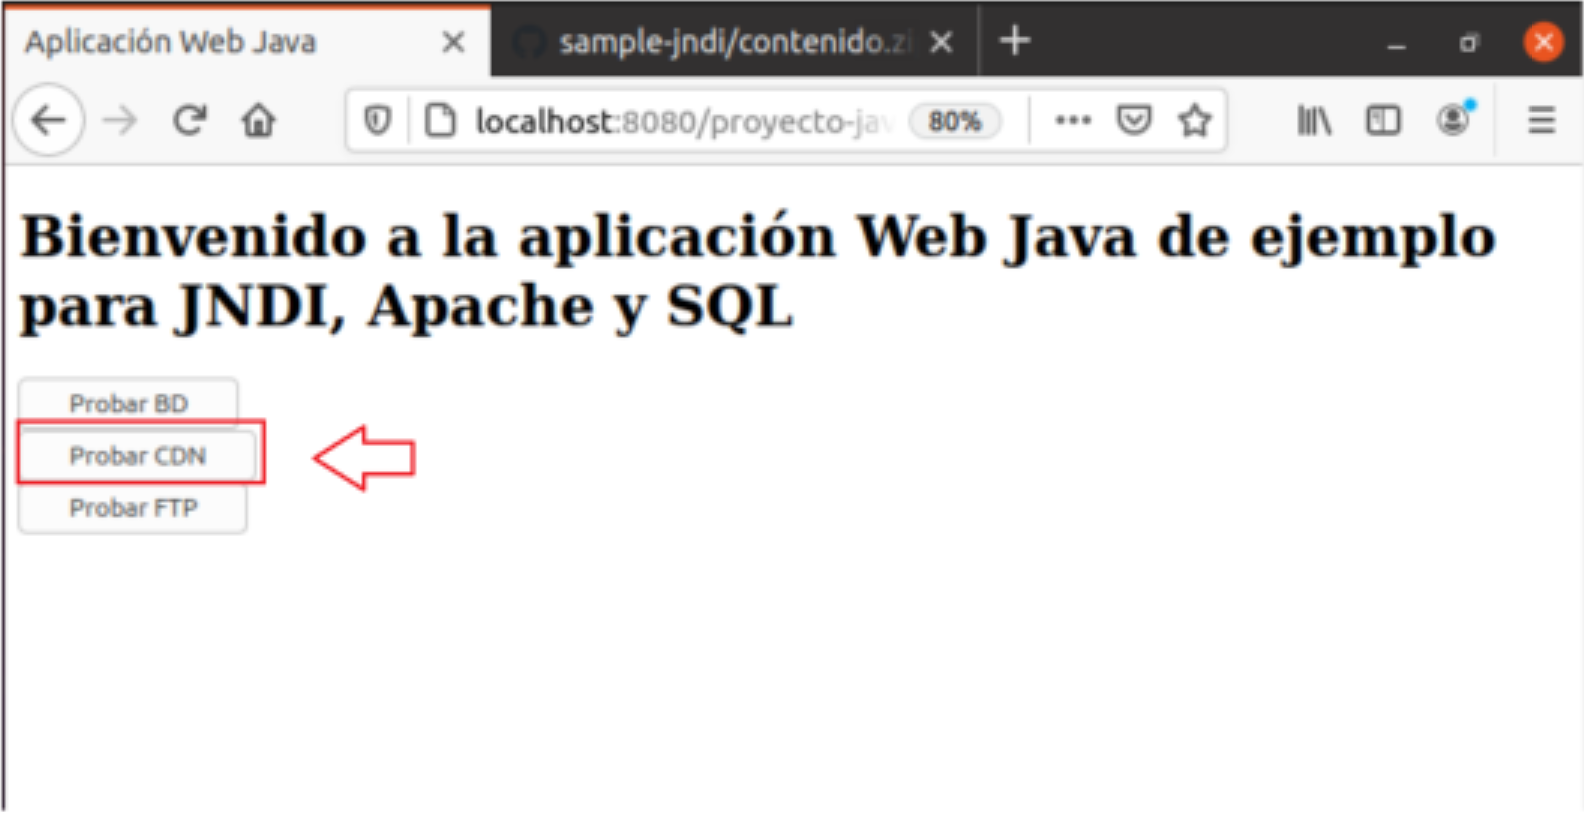 Aplicación Web Java
sample-jndi/contenido.zi
localhost:8080/proyecto-jav 80%
Bienvenido a la aplicación Web Java de ejemplo
para JNDI, Apache y SQL
Probar BD
Probar CDN
Probar FTP